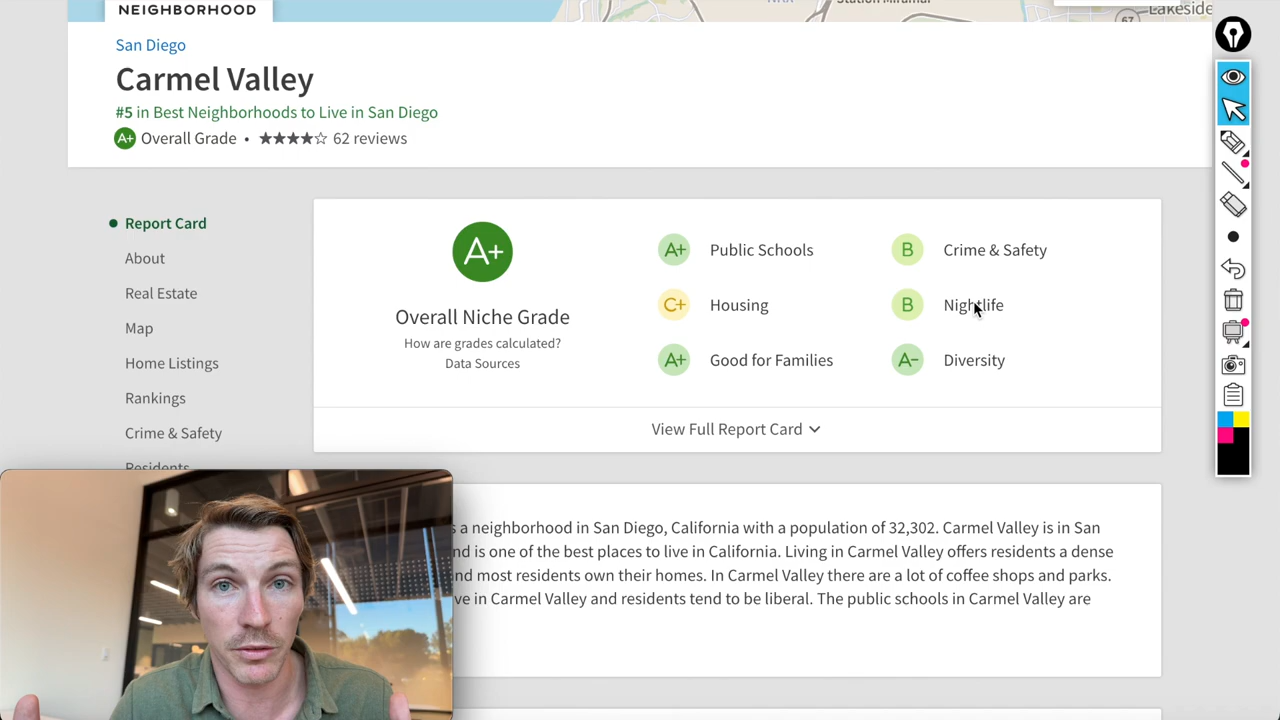 NEIGHBORHOOD
Station Miramar
Lakeside
67
San Diego
Carmel Valley
#5 in Best Neighborhoods to Live in San Diego
A+ Overall Grade • ★★★★☆ 62 reviews
Report Card
About
Real Estate
Map
Home Listings
Rankings
Crime & Safety
Residents
A+
Overall Niche Grade
How are grades calculated?
Data Sources
A+ Public Schools
B Crime & Safety
C+ Housing
B Nightlife
A+ Good for Families
A- Diversity
View Full Report Card
a neighborhood in San Diego, California with a population of 32,302. Carmel Valley is in San
is one of the best places to live in California. Living in Carmel Valley offers residents a dense
most residents own their homes. In Carmel Valley there are a lot of coffee shops and parks.
in Carmel Valley and residents tend to be liberal. The public schools in Carmel Valley are